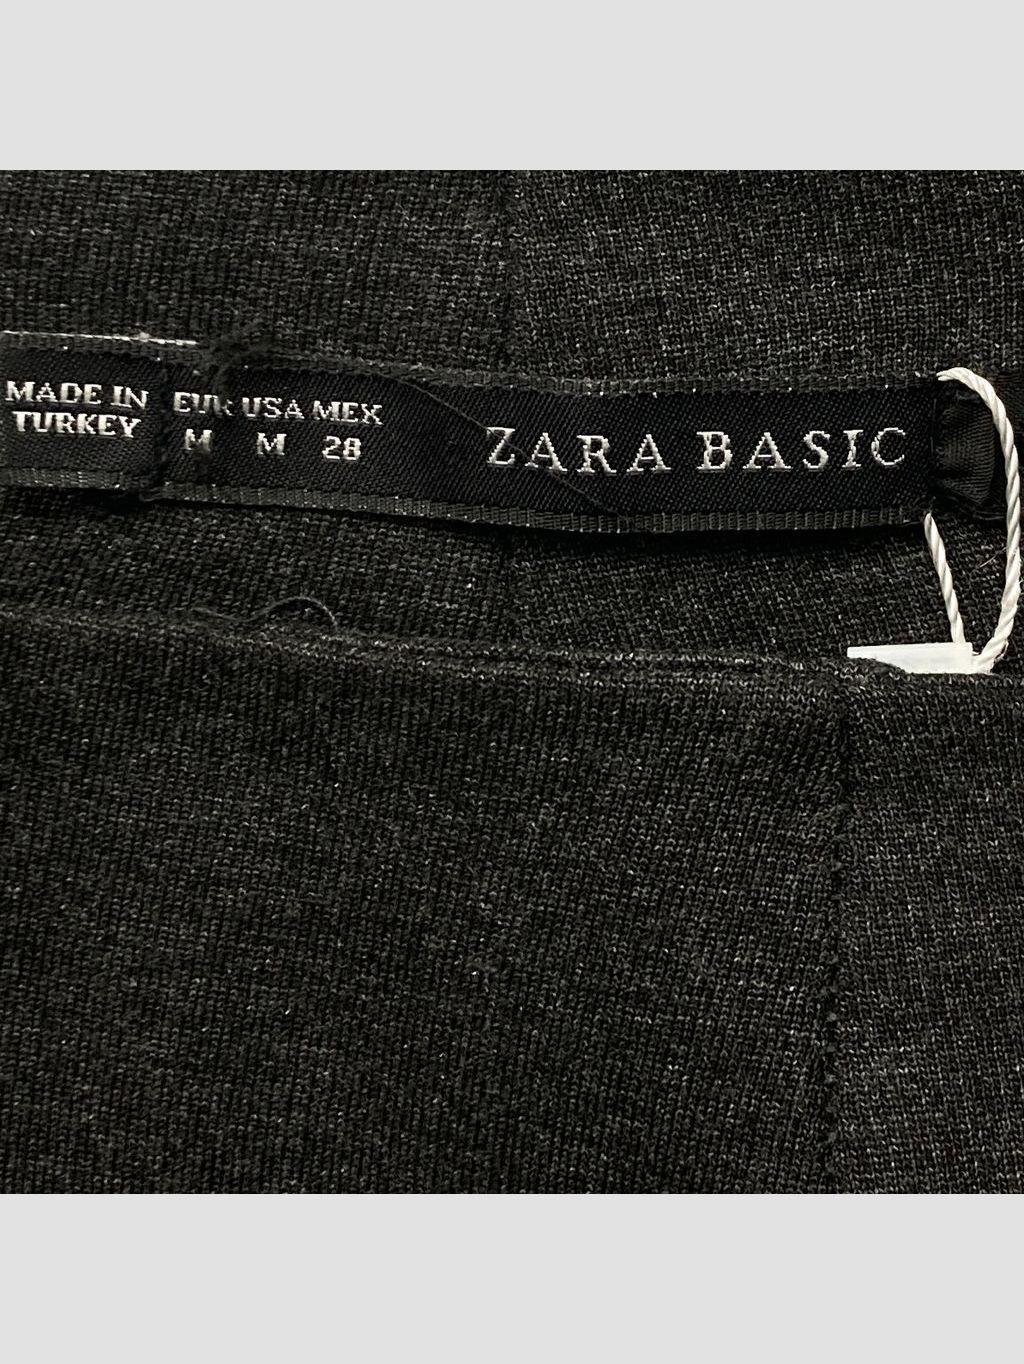 MADE IN
TURKEY
EUR USA MEX
M M 28
ZARA BASIC